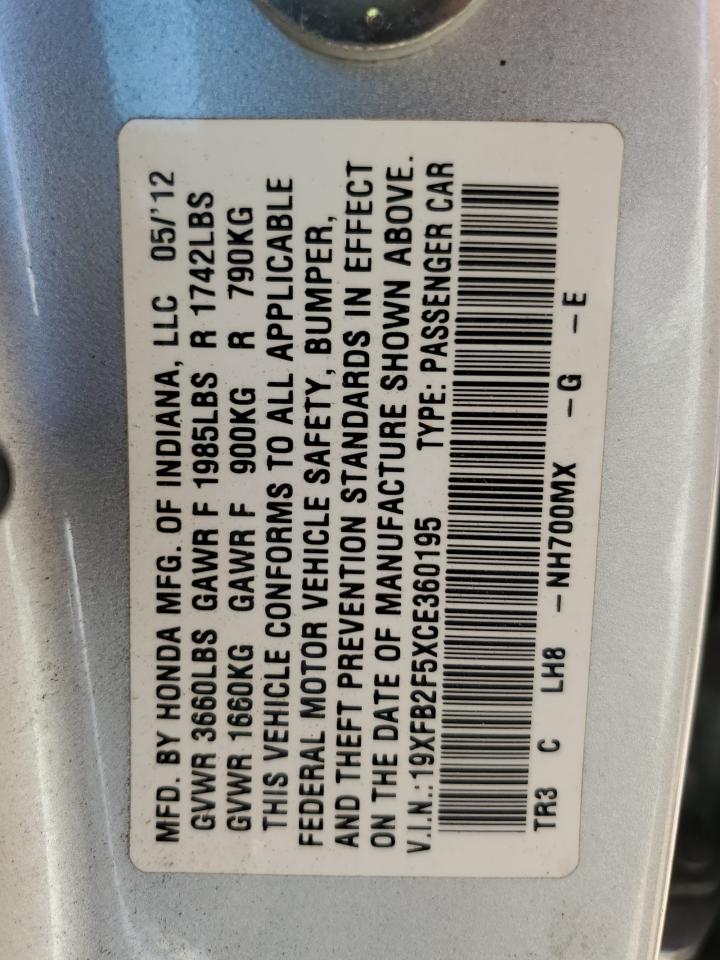 MFD. BY HONDA MFG. OF INDIANA, LLC 05/'12
GVWR 3660LBS GAWR F 1985LBS R 1742LBS
GVWR 1660KG GAWR F 900KG R 790KG
THIS VEHICLE CONFORMS TO ALL APPLICABLE
FEDERAL MOTOR VEHICLE SAFETY, BUMPER,
AND THEFT PREVENTION STANDARDS IN EFFECT
ON THE DATE OF MANUFACTURE SHOWN ABOVE.
V.I.N.:19XFB2F5XCE360195 TYPE: PASSENGER CAR
TR3 C LH8 -NH700MX -G -E